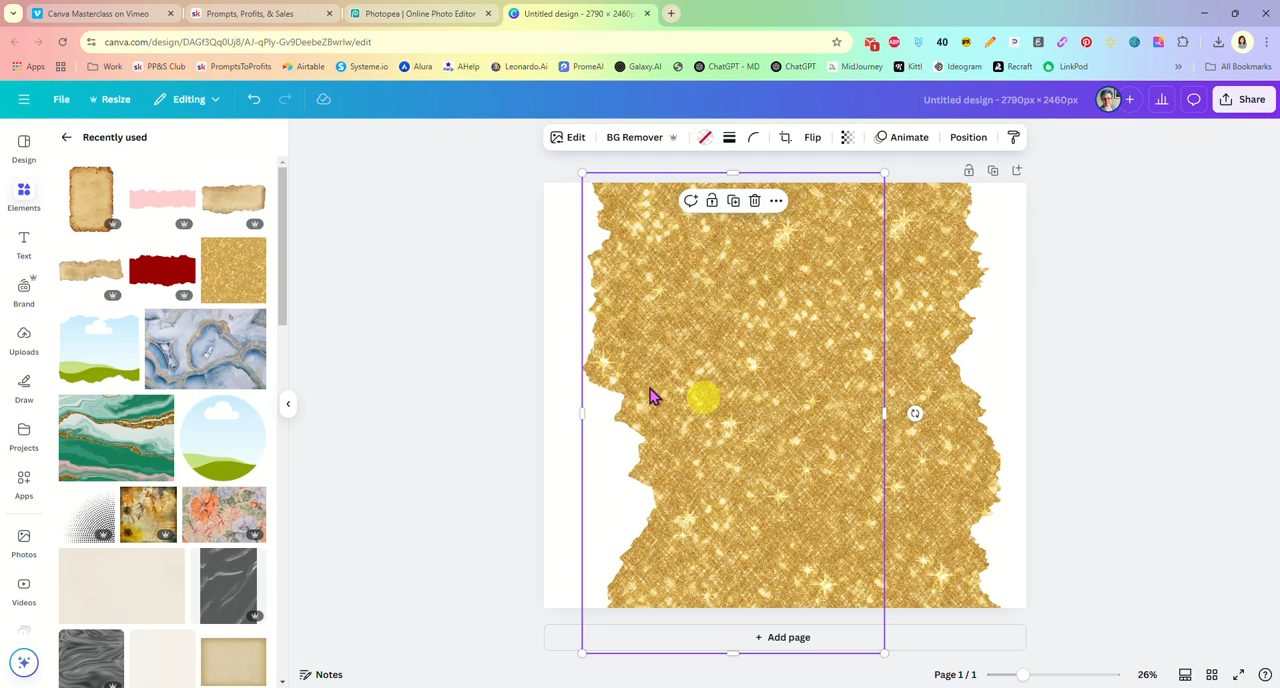 Canva Masterclass on Vimeo
Prompts, Profits, & Sales
Photopea | Online Photo Editor
Untitled design - 2790 × 2460p
canva.com/design/DAGf3Qq0Uj8/AJ-qPIy-Gv9DeebeZBwrIw/edit
Apps
Work
PP&S Club
PromptsToProfits
Airtable
Systeme.io
Alura
AHelp
Leonardo.Ai
PromeAI
Galaxy.AI
ChatGPT - MD
ChatGPT
MidJourney
Kittl
Ideogram
Recraft
LinkPod
All Bookmarks
File
Resize
Editing
Untitled design - 2790px × 2460px
Share
Design
Elements
Text
Brand
Uploads
Draw
Projects
Apps
Photos
Videos
Recently used
Edit
BG Remover
Flip
Animate
Position
+ Add page
Notes
Page 1 / 1
26%